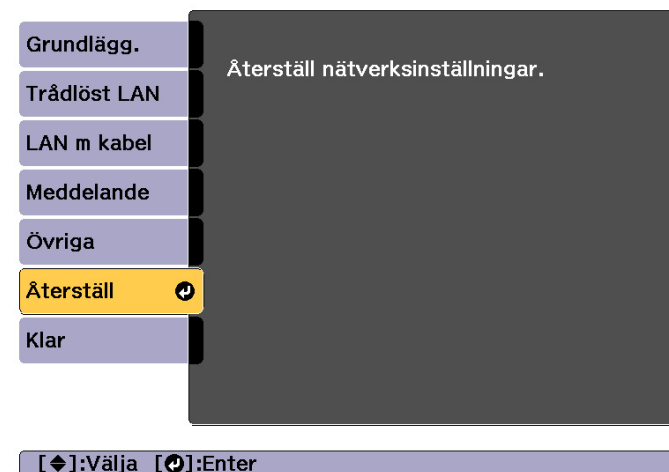 Grundlägg.
Återställ nätverksinställningar.
Trådlöst LAN
LAN m kabel
Meddelande
Övriga
Återställ
Klar
[◆]:Välja [⏎]:Enter